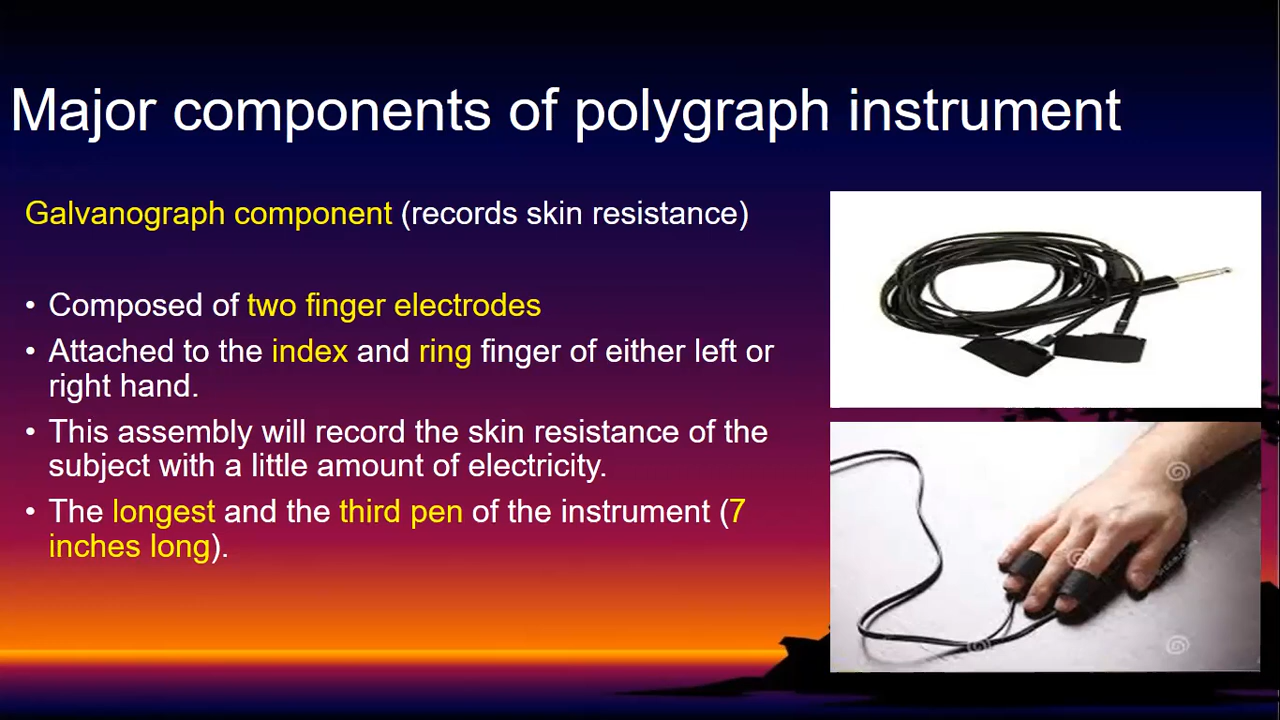 Major components of polygraph instrument
Galvanograph component (records skin resistance)
• Composed of two finger electrodes
• Attached to the index and ring finger of either left or
right hand.
• This assembly will record the skin resistance of the
subject with a little amount of electricity.
• The longest and the third pen of the instrument (7
inches long).